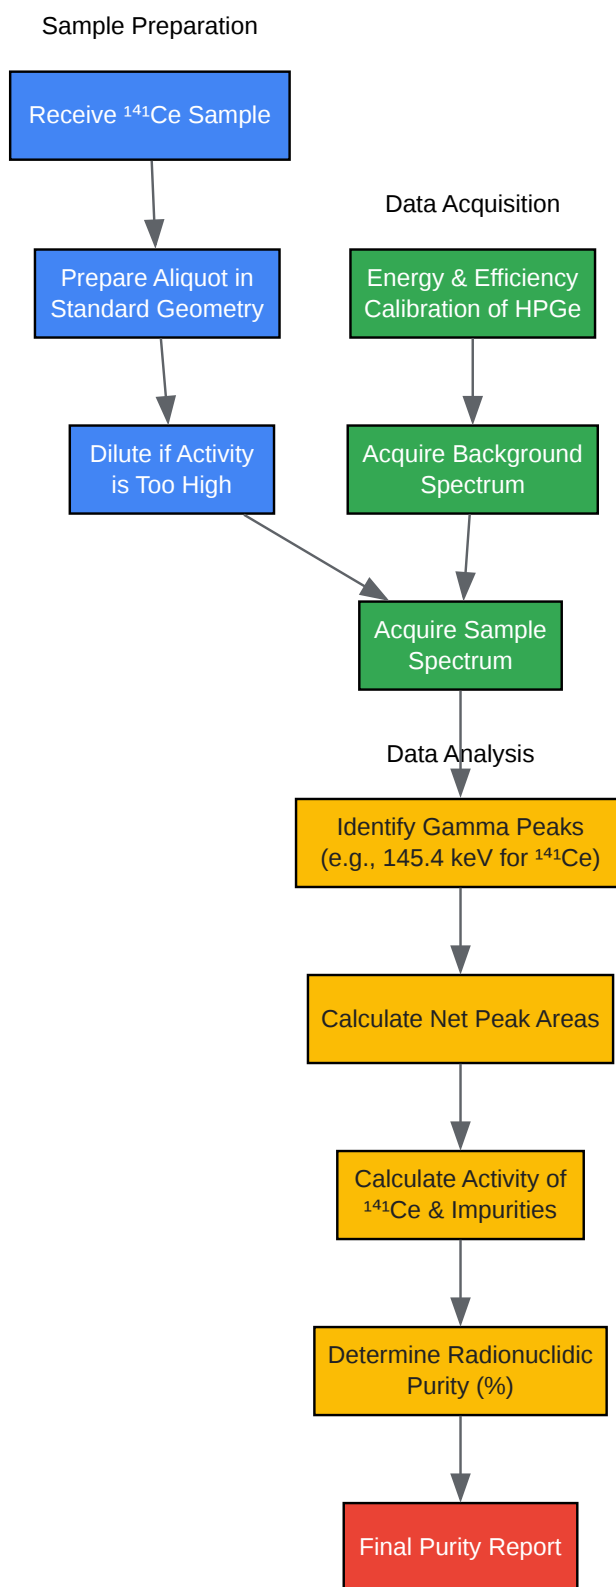 Sample Preparation
Receive ¹⁴¹Ce Sample
Data Acquisition
Prepare Aliquot in
Standard Geometry
Energy & Efficiency
Calibration of HPGe
Dilute if Activity
is Too High
Acquire Background
Spectrum
Acquire Sample
Spectrum
Data Analysis
Identify Gamma Peaks
(e.g., 145.4 keV for ¹⁴¹Ce)
Calculate Net Peak Areas
Calculate Activity of
¹⁴¹Ce & Impurities
Determine Radionuclidic
Purity (%)
Final Purity Report